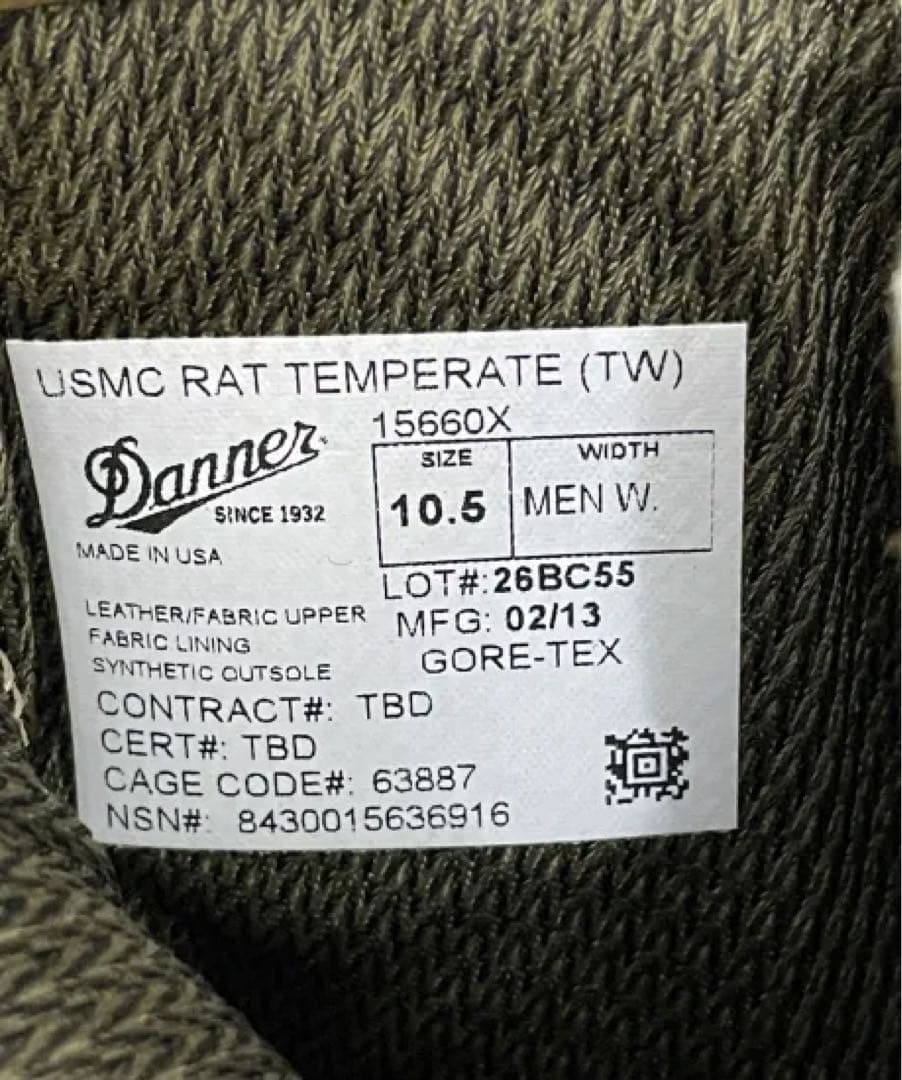 USMC RAT TEMPERATE (TW)
15660X
Danner
SINCE 1932
MADE IN USA
SIZE
10.5
WIDTH
MEN W.
LOT#:26BC55
MFG: 02/13
GORE-TEX
LEATHER/FABRIC UPPER
FABRIC LINING
SYNTHETIC OUTSOLE
CONTRACT#: TBD
CERT#: TBD
CAGE CODE#: 63887
NSN#: 8430015636916